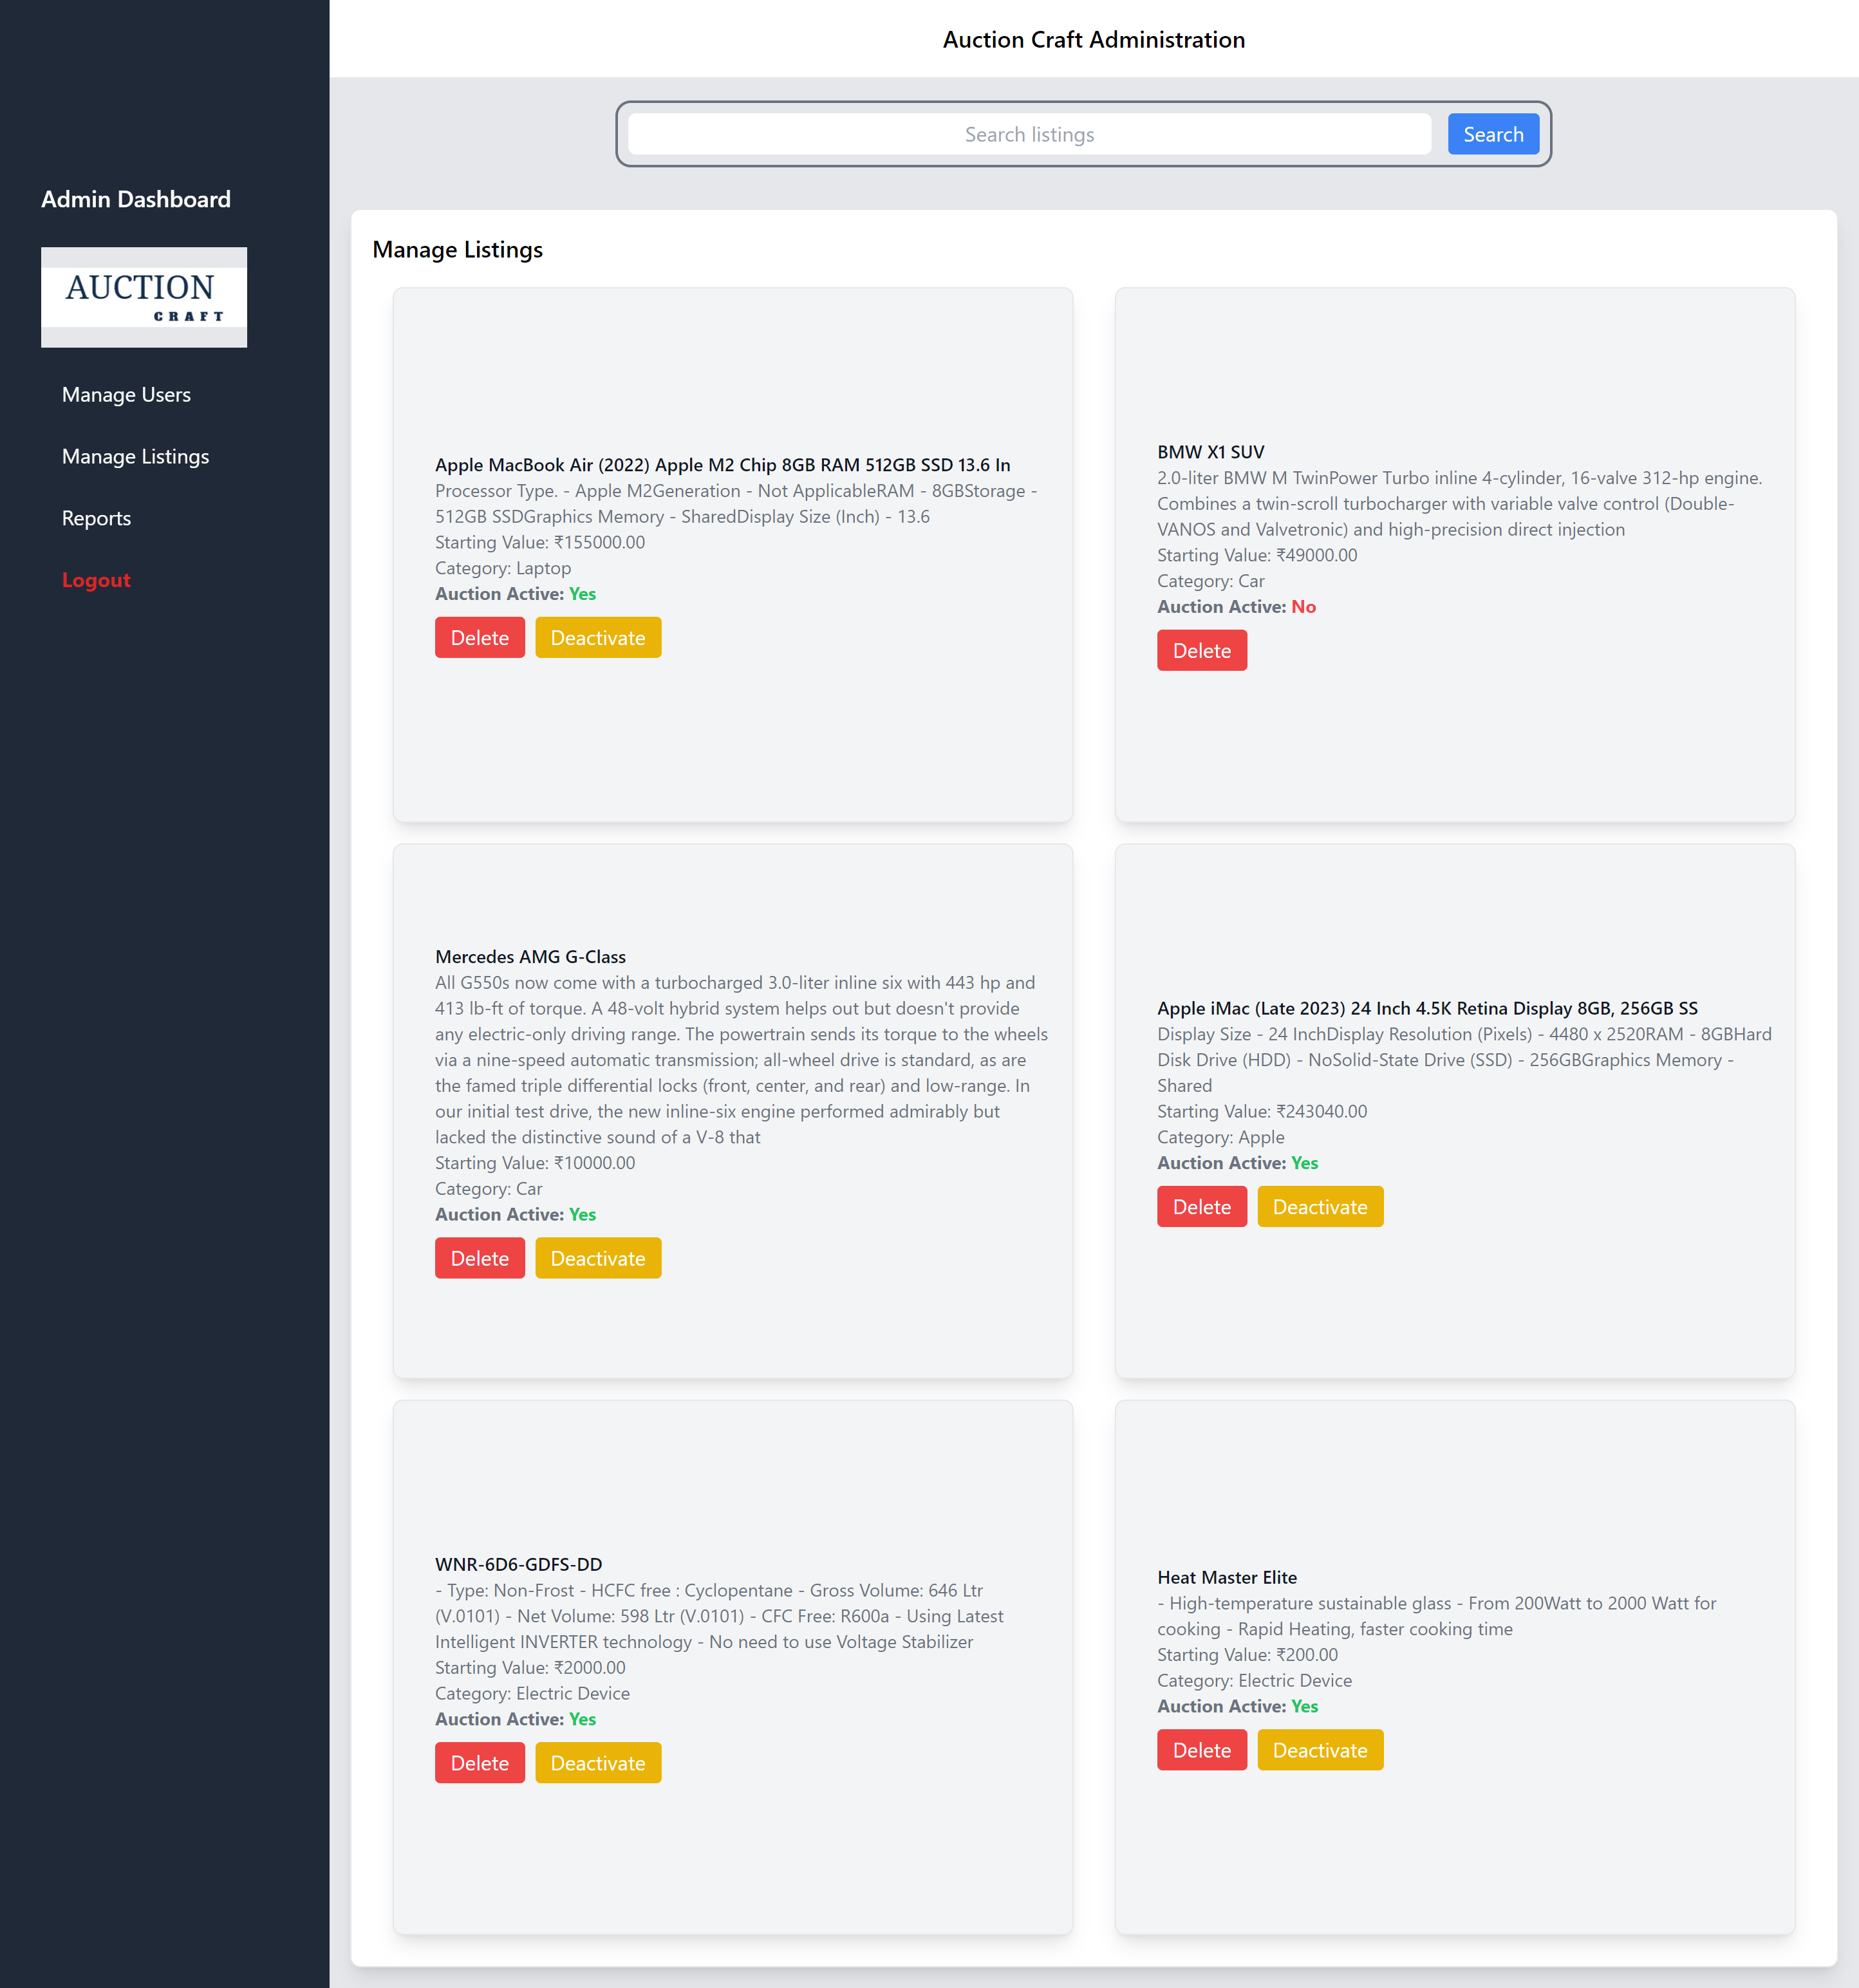 Auction Craft Administration
Search listings
Search
Admin Dashboard
AUCTION
CRAFT
Manage Users
Manage Listings
Reports
Logout
Manage Listings
Apple MacBook Air (2022) Apple M2 Chip 8GB RAM 512GB SSD 13.6 In
Processor Type. - Apple M2Generation - Not ApplicableRAM - 8GBStorage -
512GB SSDGraphics Memory - SharedDisplay Size (Inch) - 13.6
Starting Value: ₹155000.00
Category: Laptop
Auction Active: Yes
Delete
Deactivate
BMW X1 SUV
2.0-liter BMW M TwinPower Turbo inline 4-cylinder, 16-valve 312-hp engine.
Combines a twin-scroll turbocharger with variable valve control (Double-
VANOS and Valvetronic) and high-precision direct injection
Starting Value: ₹49000.00
Category: Car
Auction Active: No
Delete
Mercedes AMG G-Class
All G550s now come with a turbocharged 3.0-liter inline six with 443 hp and
413 lb-ft of torque. A 48-volt hybrid system helps out but doesn't provide
any electric-only driving range. The powertrain sends its torque to the wheels
via a nine-speed automatic transmission; all-wheel drive is standard, as are
the famed triple differential locks (front, center, and rear) and low-range. In
our initial test drive, the new inline-six engine performed admirably but
lacked the distinctive sound of a V-8 that
Starting Value: ₹10000.00
Category: Car
Auction Active: Yes
Delete
Deactivate
Apple iMac (Late 2023) 24 Inch 4.5K Retina Display 8GB, 256GB SS
Display Size - 24 InchDisplay Resolution (Pixels) - 4480 x 2520RAM - 8GBHard
Disk Drive (HDD) - NoSolid-State Drive (SSD) - 256GBGraphics Memory -
Shared
Starting Value: ₹243040.00
Category: Apple
Auction Active: Yes
Delete
Deactivate
WNR-6D6-GDFS-DD
- Type: Non-Frost - HCFC free : Cyclopentane - Gross Volume: 646 Ltr
(V.0101) - Net Volume: 598 Ltr (V.0101) - CFC Free: R600a - Using Latest
Intelligent INVERTER technology - No need to use Voltage Stabilizer
Starting Value: ₹2000.00
Category: Electric Device
Auction Active: Yes
Delete
Deactivate
Heat Master Elite
- High-temperature sustainable glass - From 200Watt to 2000 Watt for
cooking - Rapid Heating, faster cooking time
Starting Value: ₹200.00
Category: Electric Device
Auction Active: Yes
Delete
Deactivate